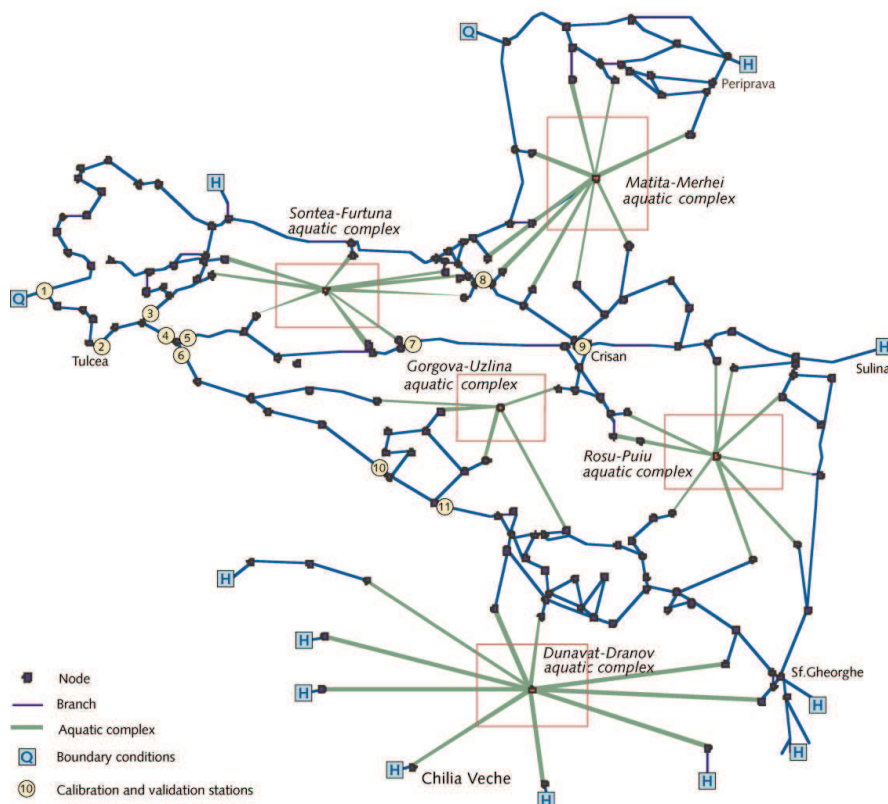 Q
H
Periprava
Matita-Merhei
aquatic complex
H
Sontea-Furtuna
aquatic complex
8
Q
1
3
2
4
5
6
Tulcea
7
9
Crisan
H
Sulina
Gorgova-Uzlina
aquatic complex
Rosu-Puiu
aquatic complex
10
11
H
H
H
Dunavat-Dranov
aquatic complex
Sf.Gheorghe
H
H
H
H
H
Chilia Veche
Node
Branch
Aquatic complex
Q
Boundary conditions
10
Calibration and validation stations